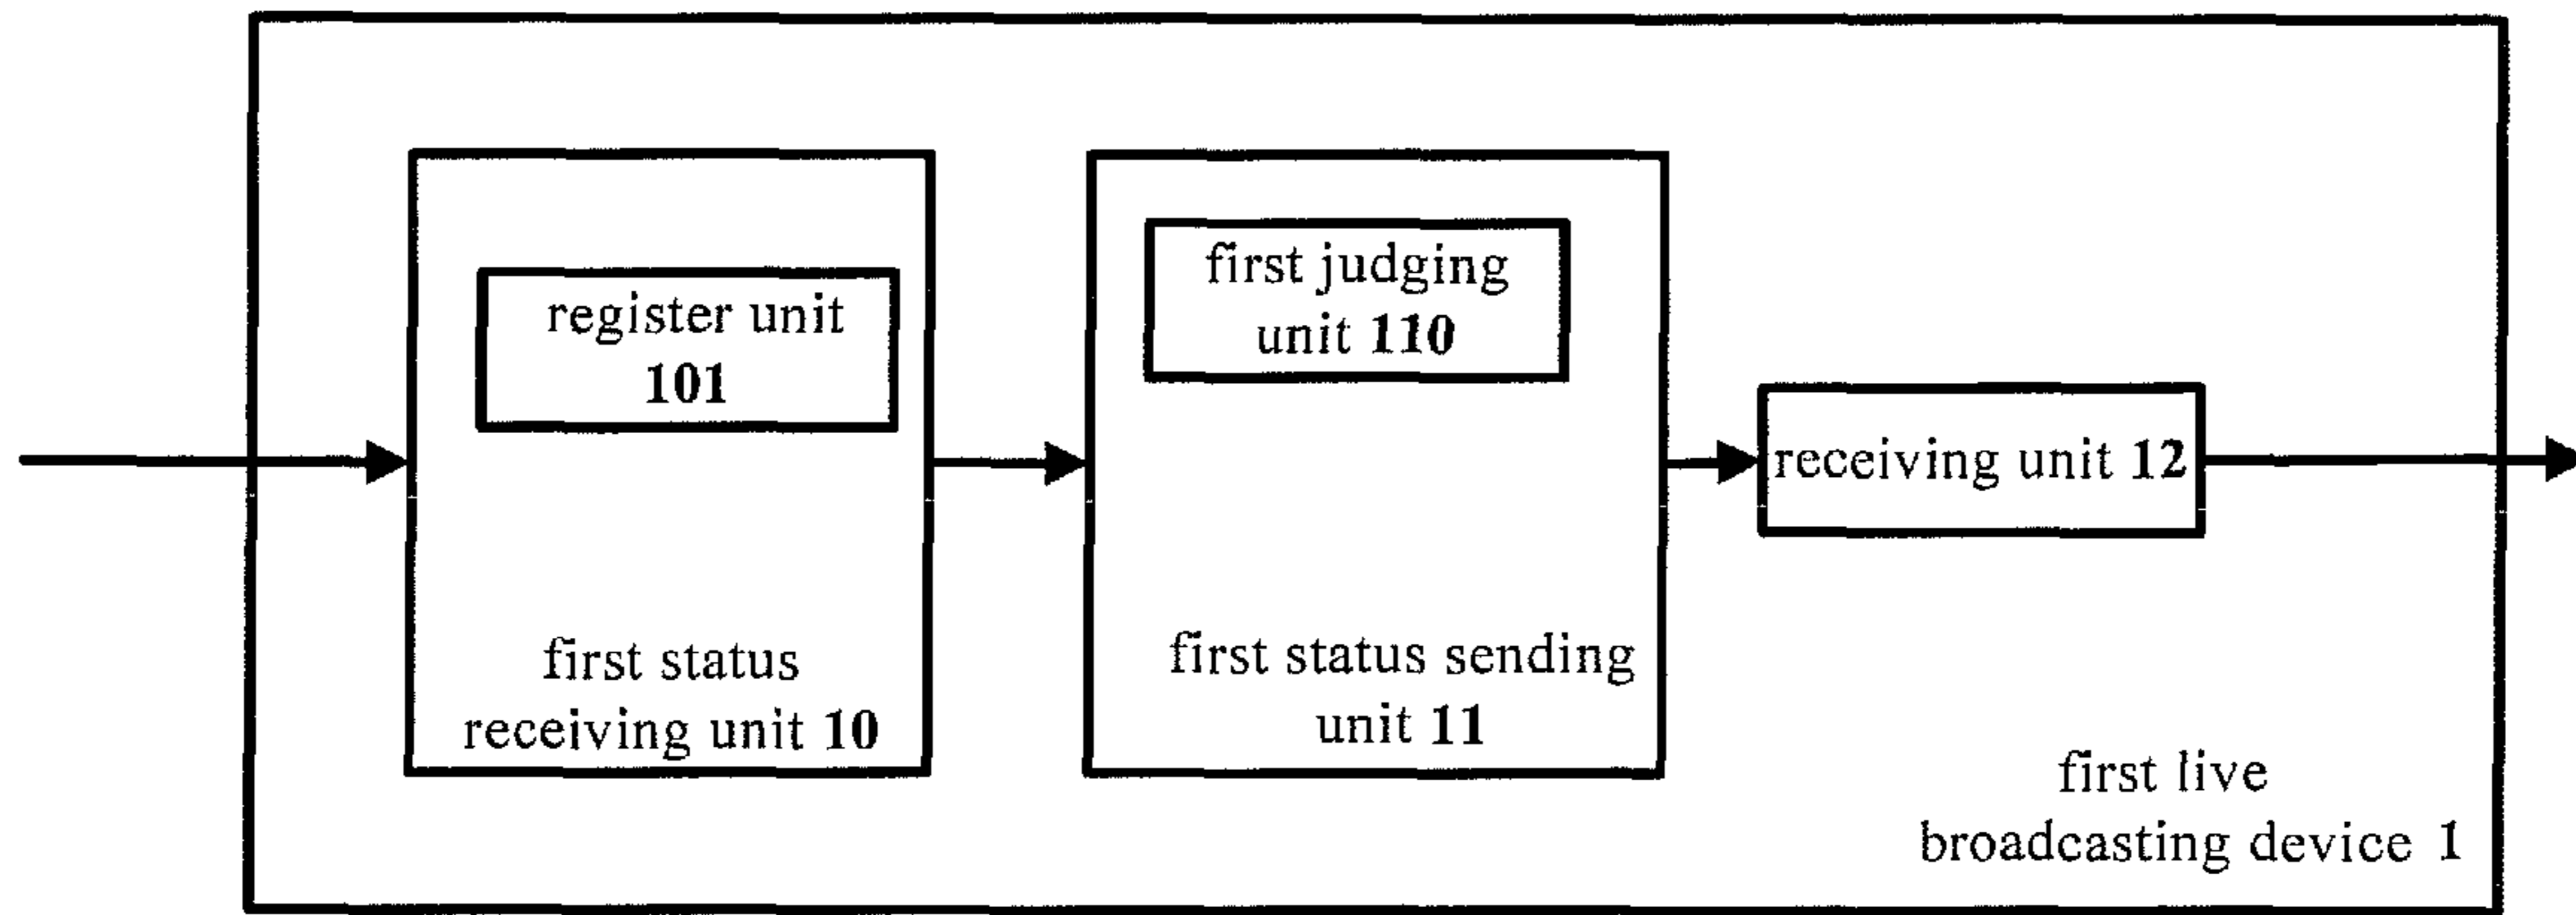 register unit
101
first status
receiving unit 10
first judging
unit 110
first status sending
unit 11
receiving unit 12
first live
broadcasting device 1